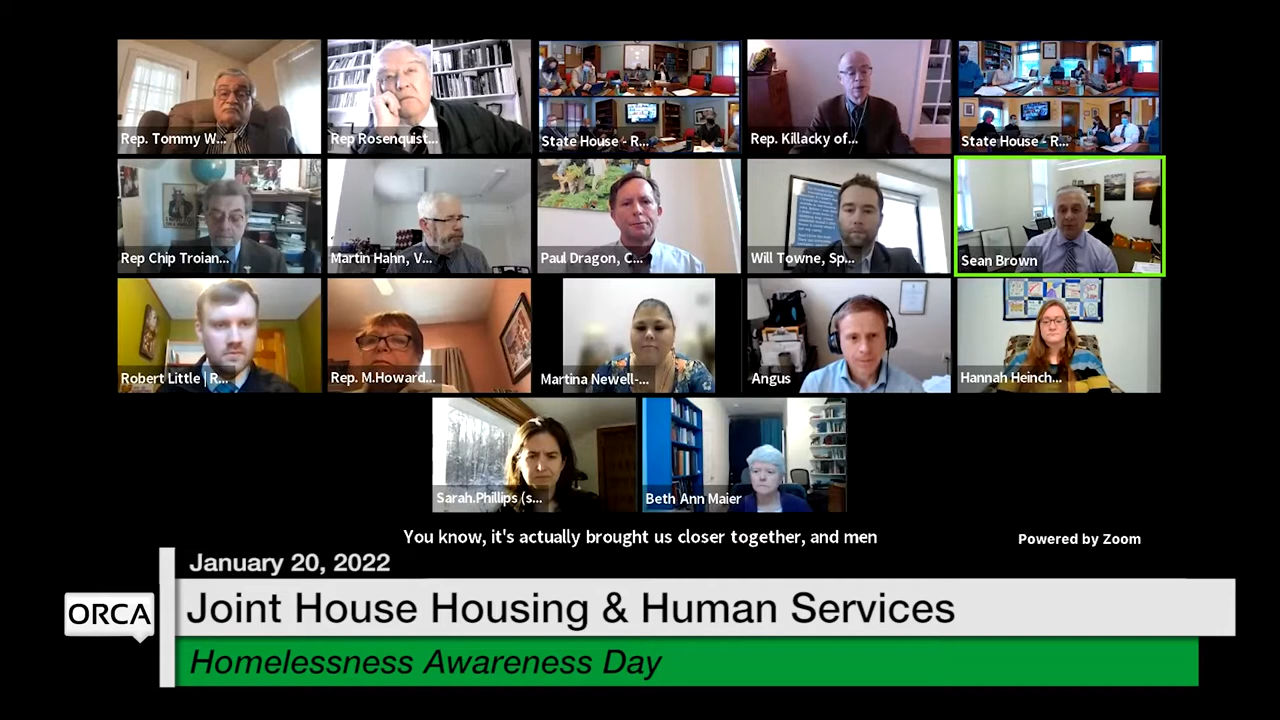 Rep. Tommy W...
Rep Rosenquist...
State House - R...
Rep. Killacky of...
State House - R...
Rep Chip Troian...
Martin Hahn, V...
Paul Dragon, C...
Will Towne, Sp...
Sean Brown
Robert Little | R...
Rep. M.Howard...
Martina Newell-...
Angus
Hannah Heinch...
Sarah.Phillips (s...
Beth Ann Maier
You know, it's actually brought us closer together, and men
Powered by Zoom
January 20, 2022
ORCA
Joint House Housing & Human Services
Homelessness Awareness Day